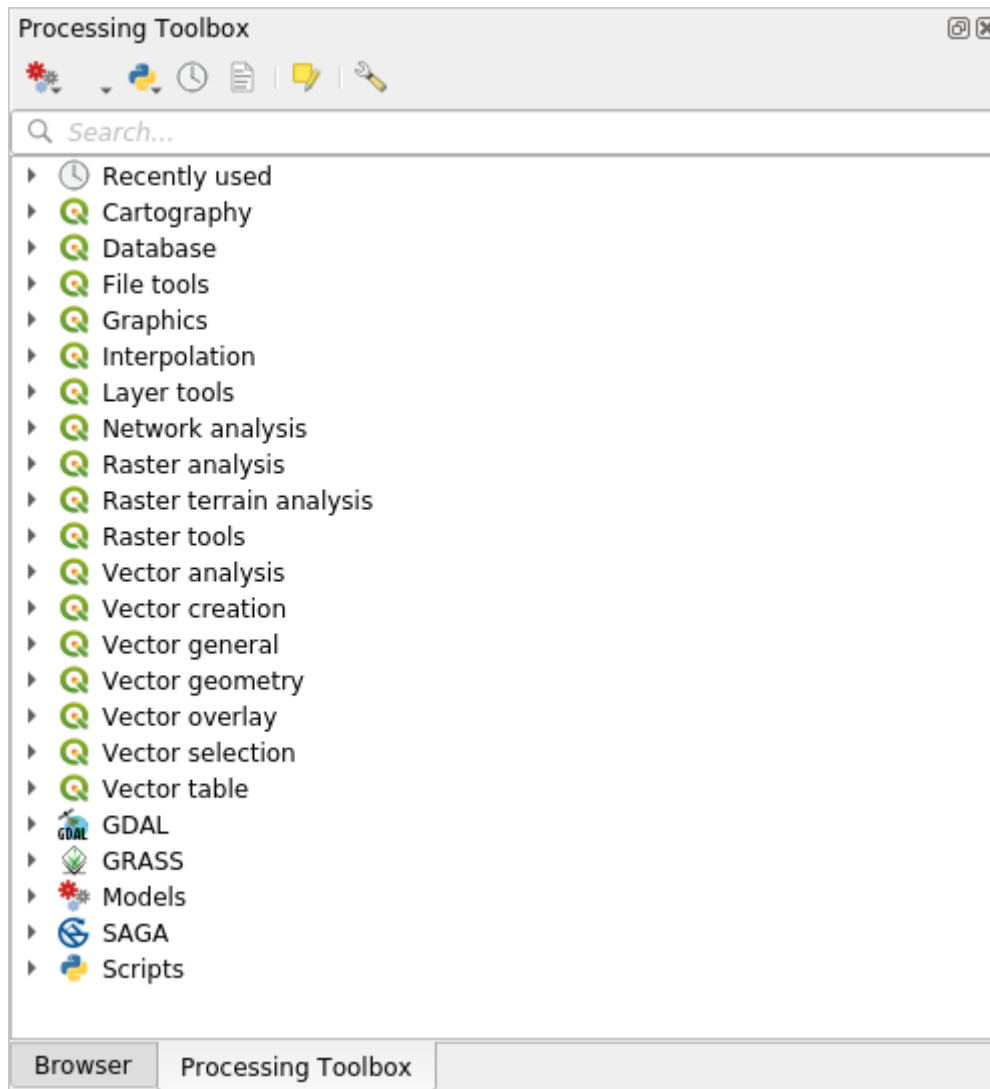 Processing Toolbox
Search...
Recently used
Cartography
Database
File tools
Graphics
Interpolation
Layer tools
Network analysis
Raster analysis
Raster terrain analysis
Raster tools
Vector analysis
Vector creation
Vector general
Vector geometry
Vector overlay
Vector selection
Vector table
GDAL GDAL
GRASS
Models
SAGA
Scripts
Browser Processing Toolbox